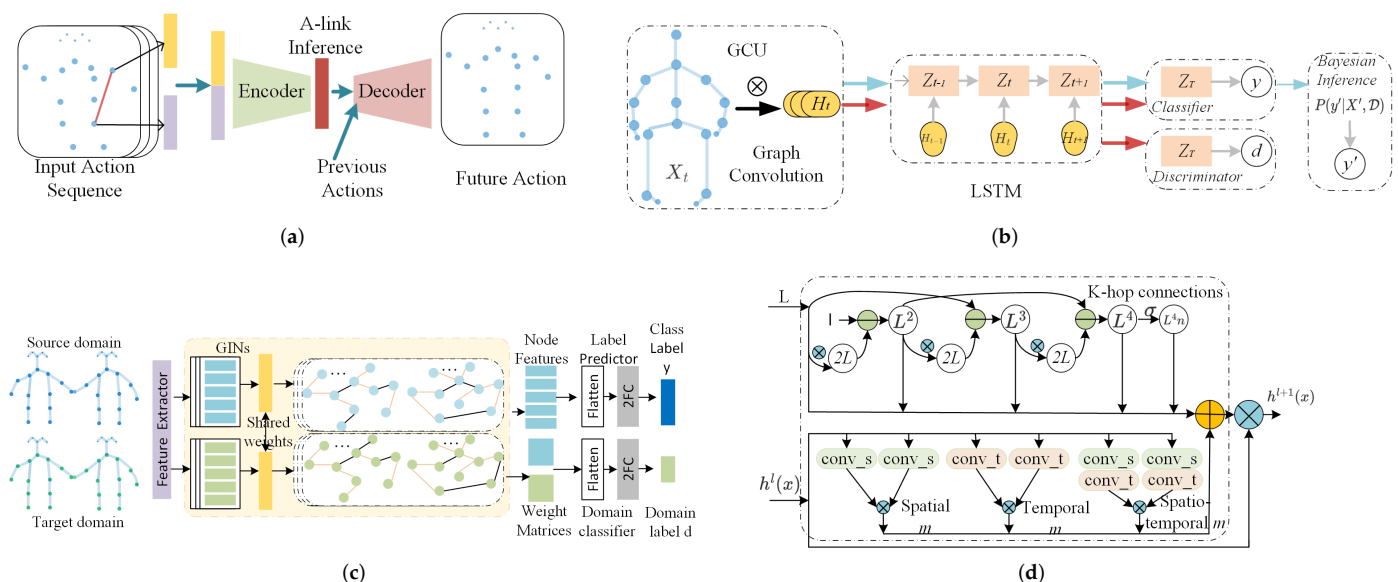 A-link
Inference
Encoder
Decoder
Input Action
Sequence
Previous
Actions
Future Action
(a)
GCU
⊗
X_t
H_t
Graph
Convolution
Z_{t-1}
Z_t
Z_{t+1}
H_{t-1}
H_t
H_{t+1}
LSTM
Z_T
y
Classifier
Z_T
d
Discriminator
Bayesian
Inference
P(y'|X', 𝒟)
y'
(b)
Source domain
Target domain
Feature Extractor
GINs
Shared
weights
...
...
...
...
Node
Features
Weight
Matrices
Label
Predictor
Flatten
2FC
Class
Label
y
Flatten
2FC
Domain
classifier
Domain
label d
(c)
L
K-hop connections
I
L^2
L^3
L^4
σ
L^4n
2L
2L
2L
h^{l+1}(x)
h^l(x)
conv_s
conv_s
conv_t
conv_t
conv_s
conv_s
conv_t
conv_t
Spatial
Temporal
Spatio-
temporal
m
m
m
(d)